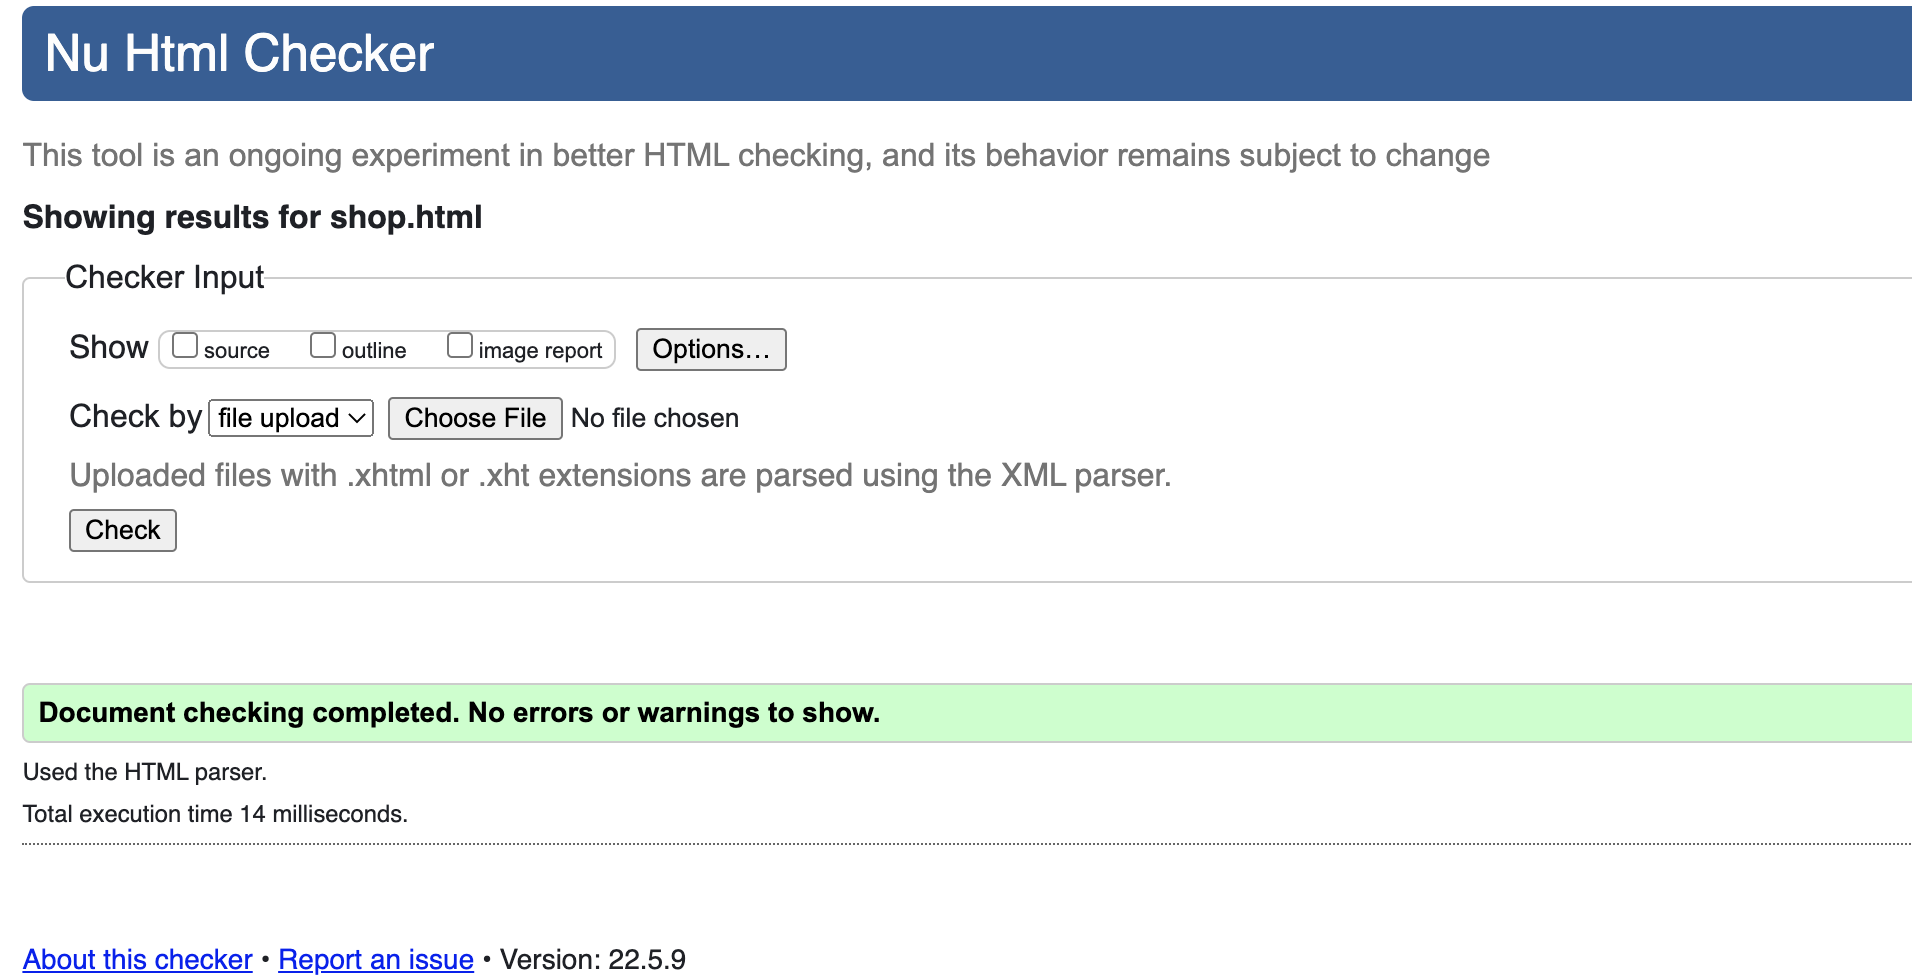 Nu Html Checker
This tool is an ongoing experiment in better HTML checking, and its behavior remains subject to change
Showing results for shop.html
Checker Input
Show source outline image report Options…
Check by file upload Choose File No file chosen
Uploaded files with .xhtml or .xht extensions are parsed using the XML parser.
Check
Document checking completed. No errors or warnings to show.
Used the HTML parser.
Total execution time 14 milliseconds.
About this checker • Report an issue • Version: 22.5.9